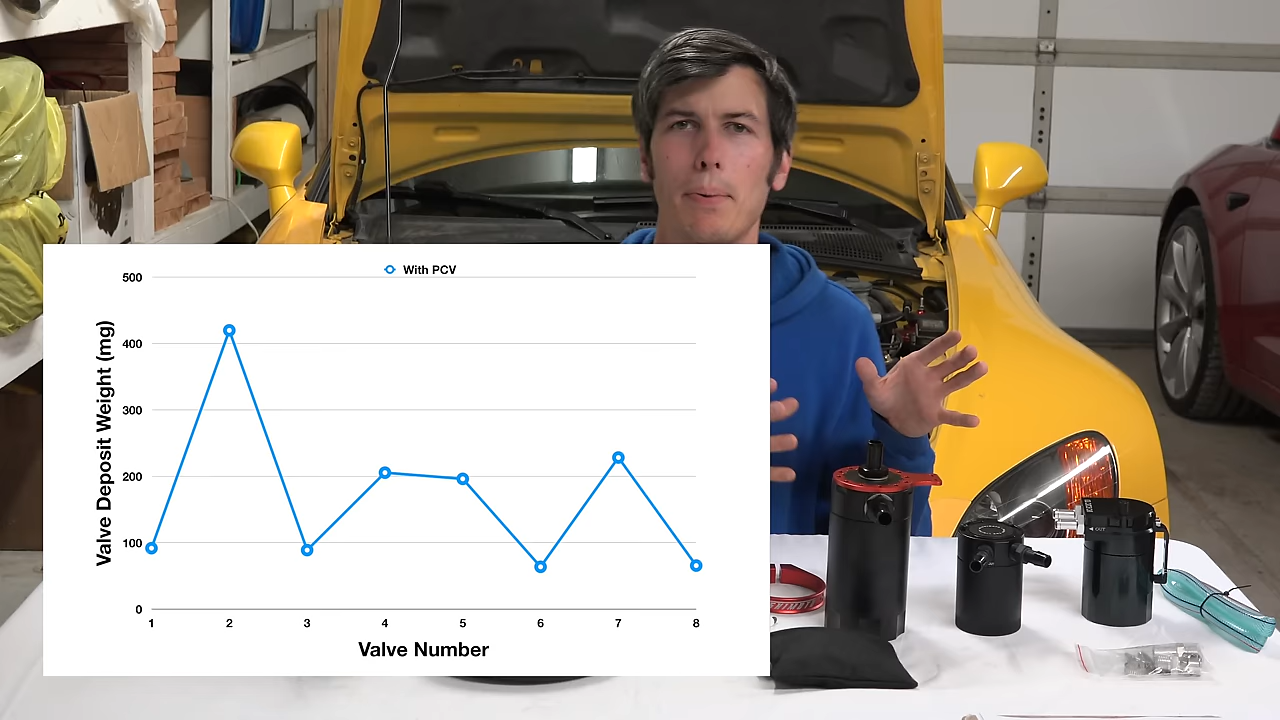 With PCV
500
400
300
200
100
0
1 2 3 4 5 6 7 8
Valve Deposit Weight (mg)
Valve Number
OUT